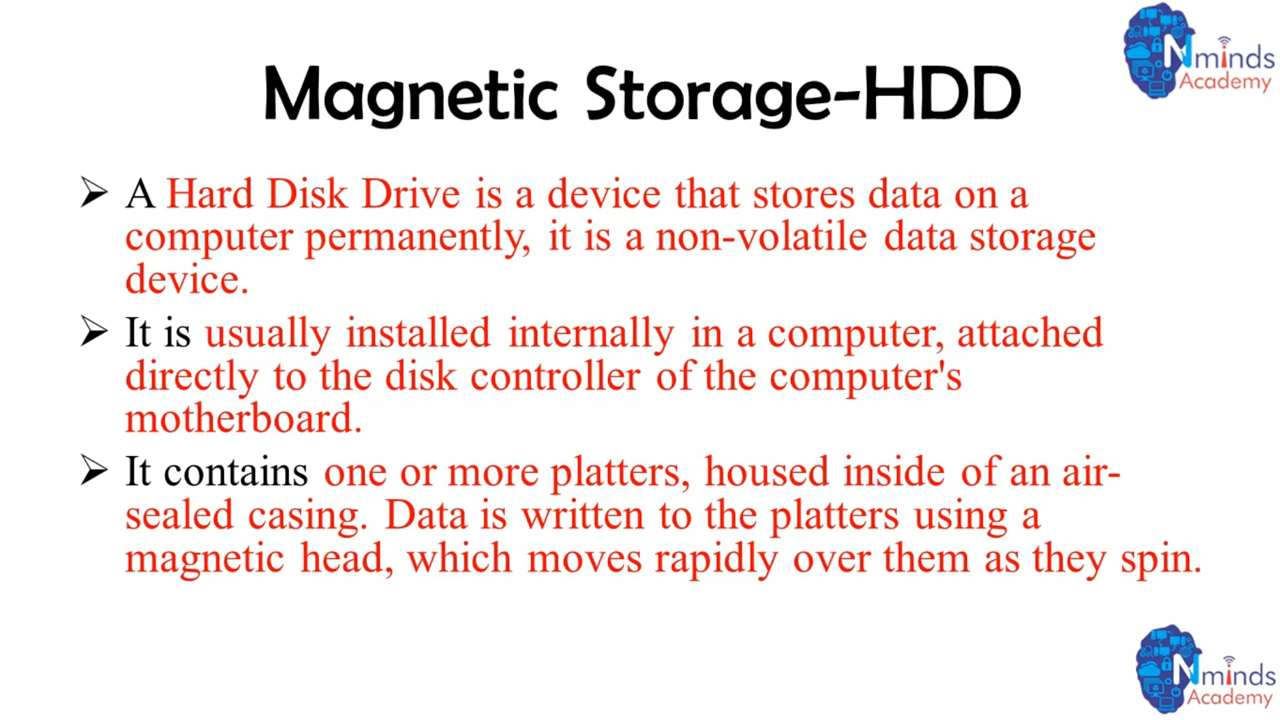 Nminds
Academy
Magnetic Storage-HDD
➢ A Hard Disk Drive is a device that stores data on a
computer permanently, it is a non-volatile data storage
device.
➢ It is usually installed internally in a computer, attached
directly to the disk controller of the computer's
motherboard.
➢ It contains one or more platters, housed inside of an air-
sealed casing. Data is written to the platters using a
magnetic head, which moves rapidly over them as they spin.
Nminds
Academy